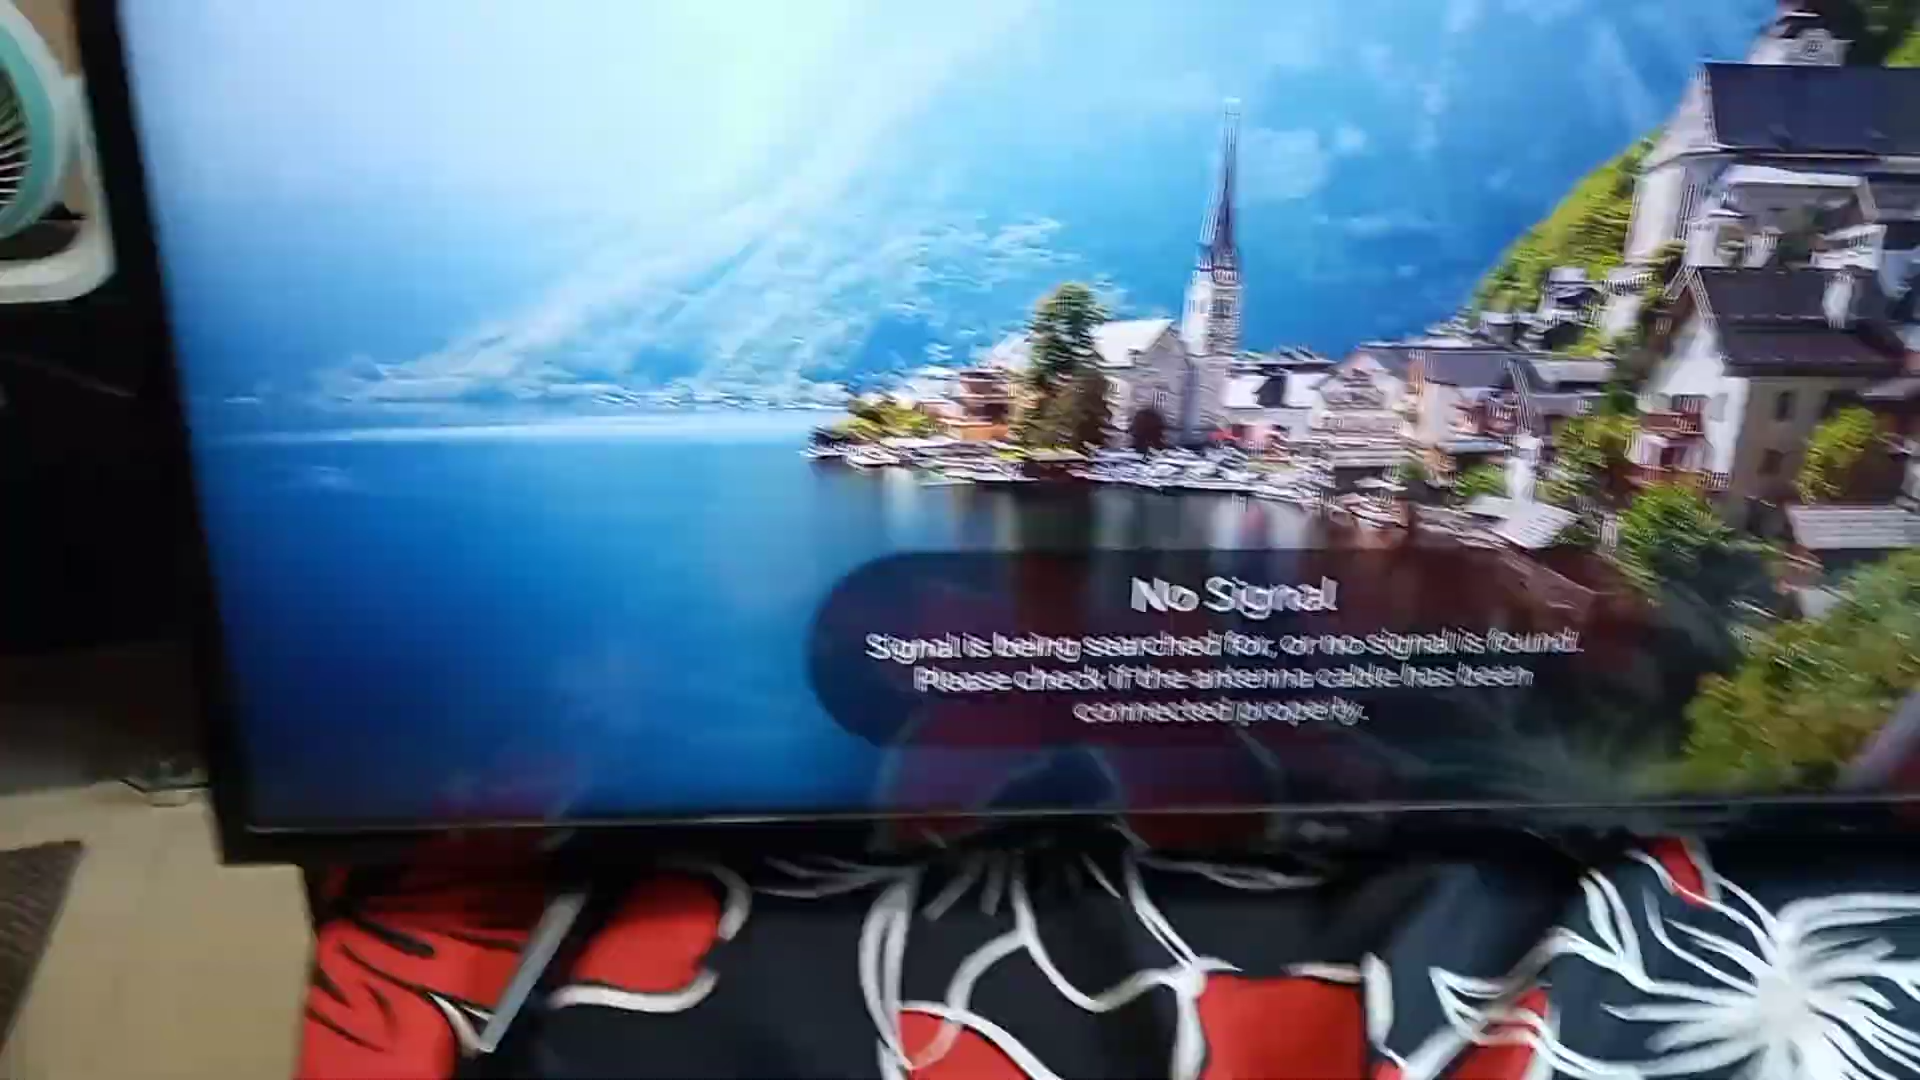 No Signal
Signal is being searched for, or no signal is found.
Please check if the antenna cable has been
connected properly.